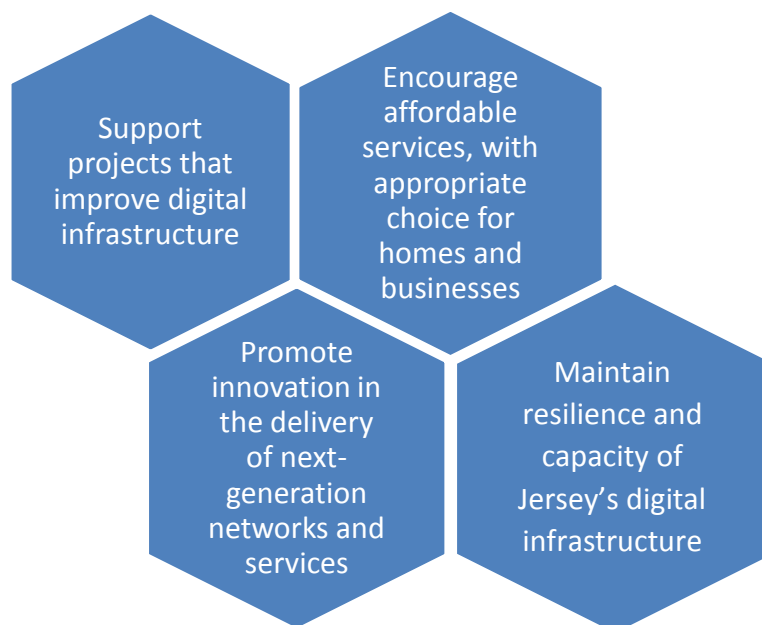 Support
projects that
improve digital
infrastructure
Encourage
affordable
services, with
appropriate
choice for
homes and
businesses
Promote
innovation in
the delivery
of next-
generation
networks and
services
Maintain
resilience and
capacity of
Jersey’s digital
infrastructure